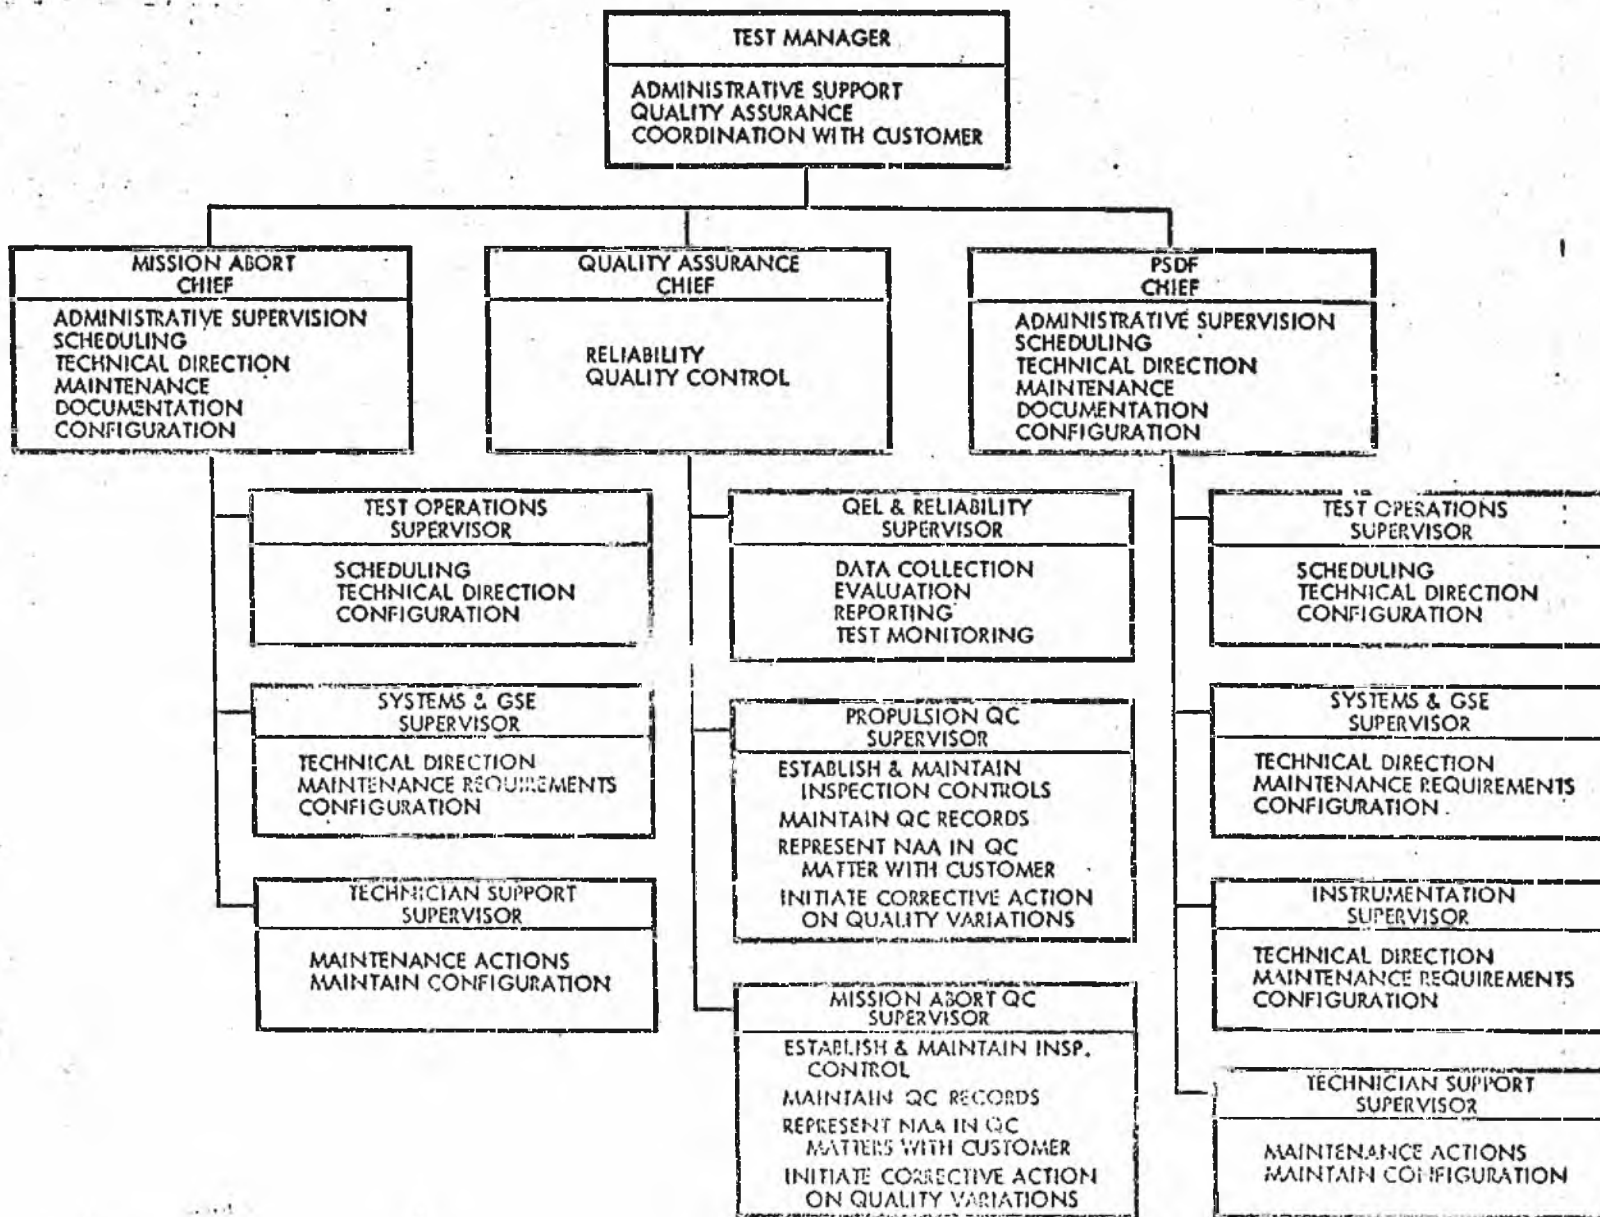 TEST MANAGER
ADMINISTRATIVE SUPPORT
QUALITY ASSURANCE
COORDINATION WITH CUSTOMER
MISSION ABORT
CHIEF
ADMINISTRATIVE SUPERVISION
SCHEDULING
TECHNICAL DIRECTION
MAINTENANCE
DOCUMENTATION
CONFIGURATION
TEST OPERATIONS
SUPERVISOR
SCHEDULING
TECHNICAL DIRECTION
CONFIGURATION
SYSTEMS & GSE
SUPERVISOR
TECHNICAL DIRECTION
MAINTENANCE REQUIREMENTS
CONFIGURATION
TECHNICIAN SUPPORT
SUPERVISOR
MAINTENANCE ACTIONS
MAINTAIN CONFIGURATION
QUALITY ASSURANCE
CHIEF
RELIABILITY
QUALITY CONTROL
QEL & RELIABILITY
SUPERVISOR
DATA COLLECTION
EVALUATION
REPORTING
TEST MONITORING
PROPULSION QC
SUPERVISOR
ESTABLISH & MAINTAIN
INSPECTION CONTROLS
MAINTAIN QC RECORDS
REPRESENT NAA IN QC
MATTER WITH CUSTOMER
INITIATE CORRECTIVE ACTION
ON QUALITY VARIATIONS
MISSION ABORT QC
SUPERVISOR
ESTABLISH & MAINTAIN INSP.
CONTROL
MAINTAIN QC RECORDS
REPRESENT NAA IN QC
MATTERS WITH CUSTOMER
INITIATE CORRECTIVE ACTION
ON QUALITY VARIATIONS
PSDF
CHIEF
ADMINISTRATIVE SUPERVISION
SCHEDULING
TECHNICAL DIRECTION
MAINTENANCE
DOCUMENTATION
CONFIGURATION
TEST OPERATIONS
SUPERVISOR
SCHEDULING
TECHNICAL DIRECTION
CONFIGURATION
SYSTEMS & GSE
SUPERVISOR
TECHNICAL DIRECTION
MAINTENANCE REQUIREMENTS
CONFIGURATION
INSTRUMENTATION
SUPERVISOR
TECHNICAL DIRECTION
MAINTENANCE REQUIREMENTS
CONFIGURATION
TECHNICIAN SUPPORT
SUPERVISOR
MAINTENANCE ACTIONS
MAINTAIN CONFIGURATION